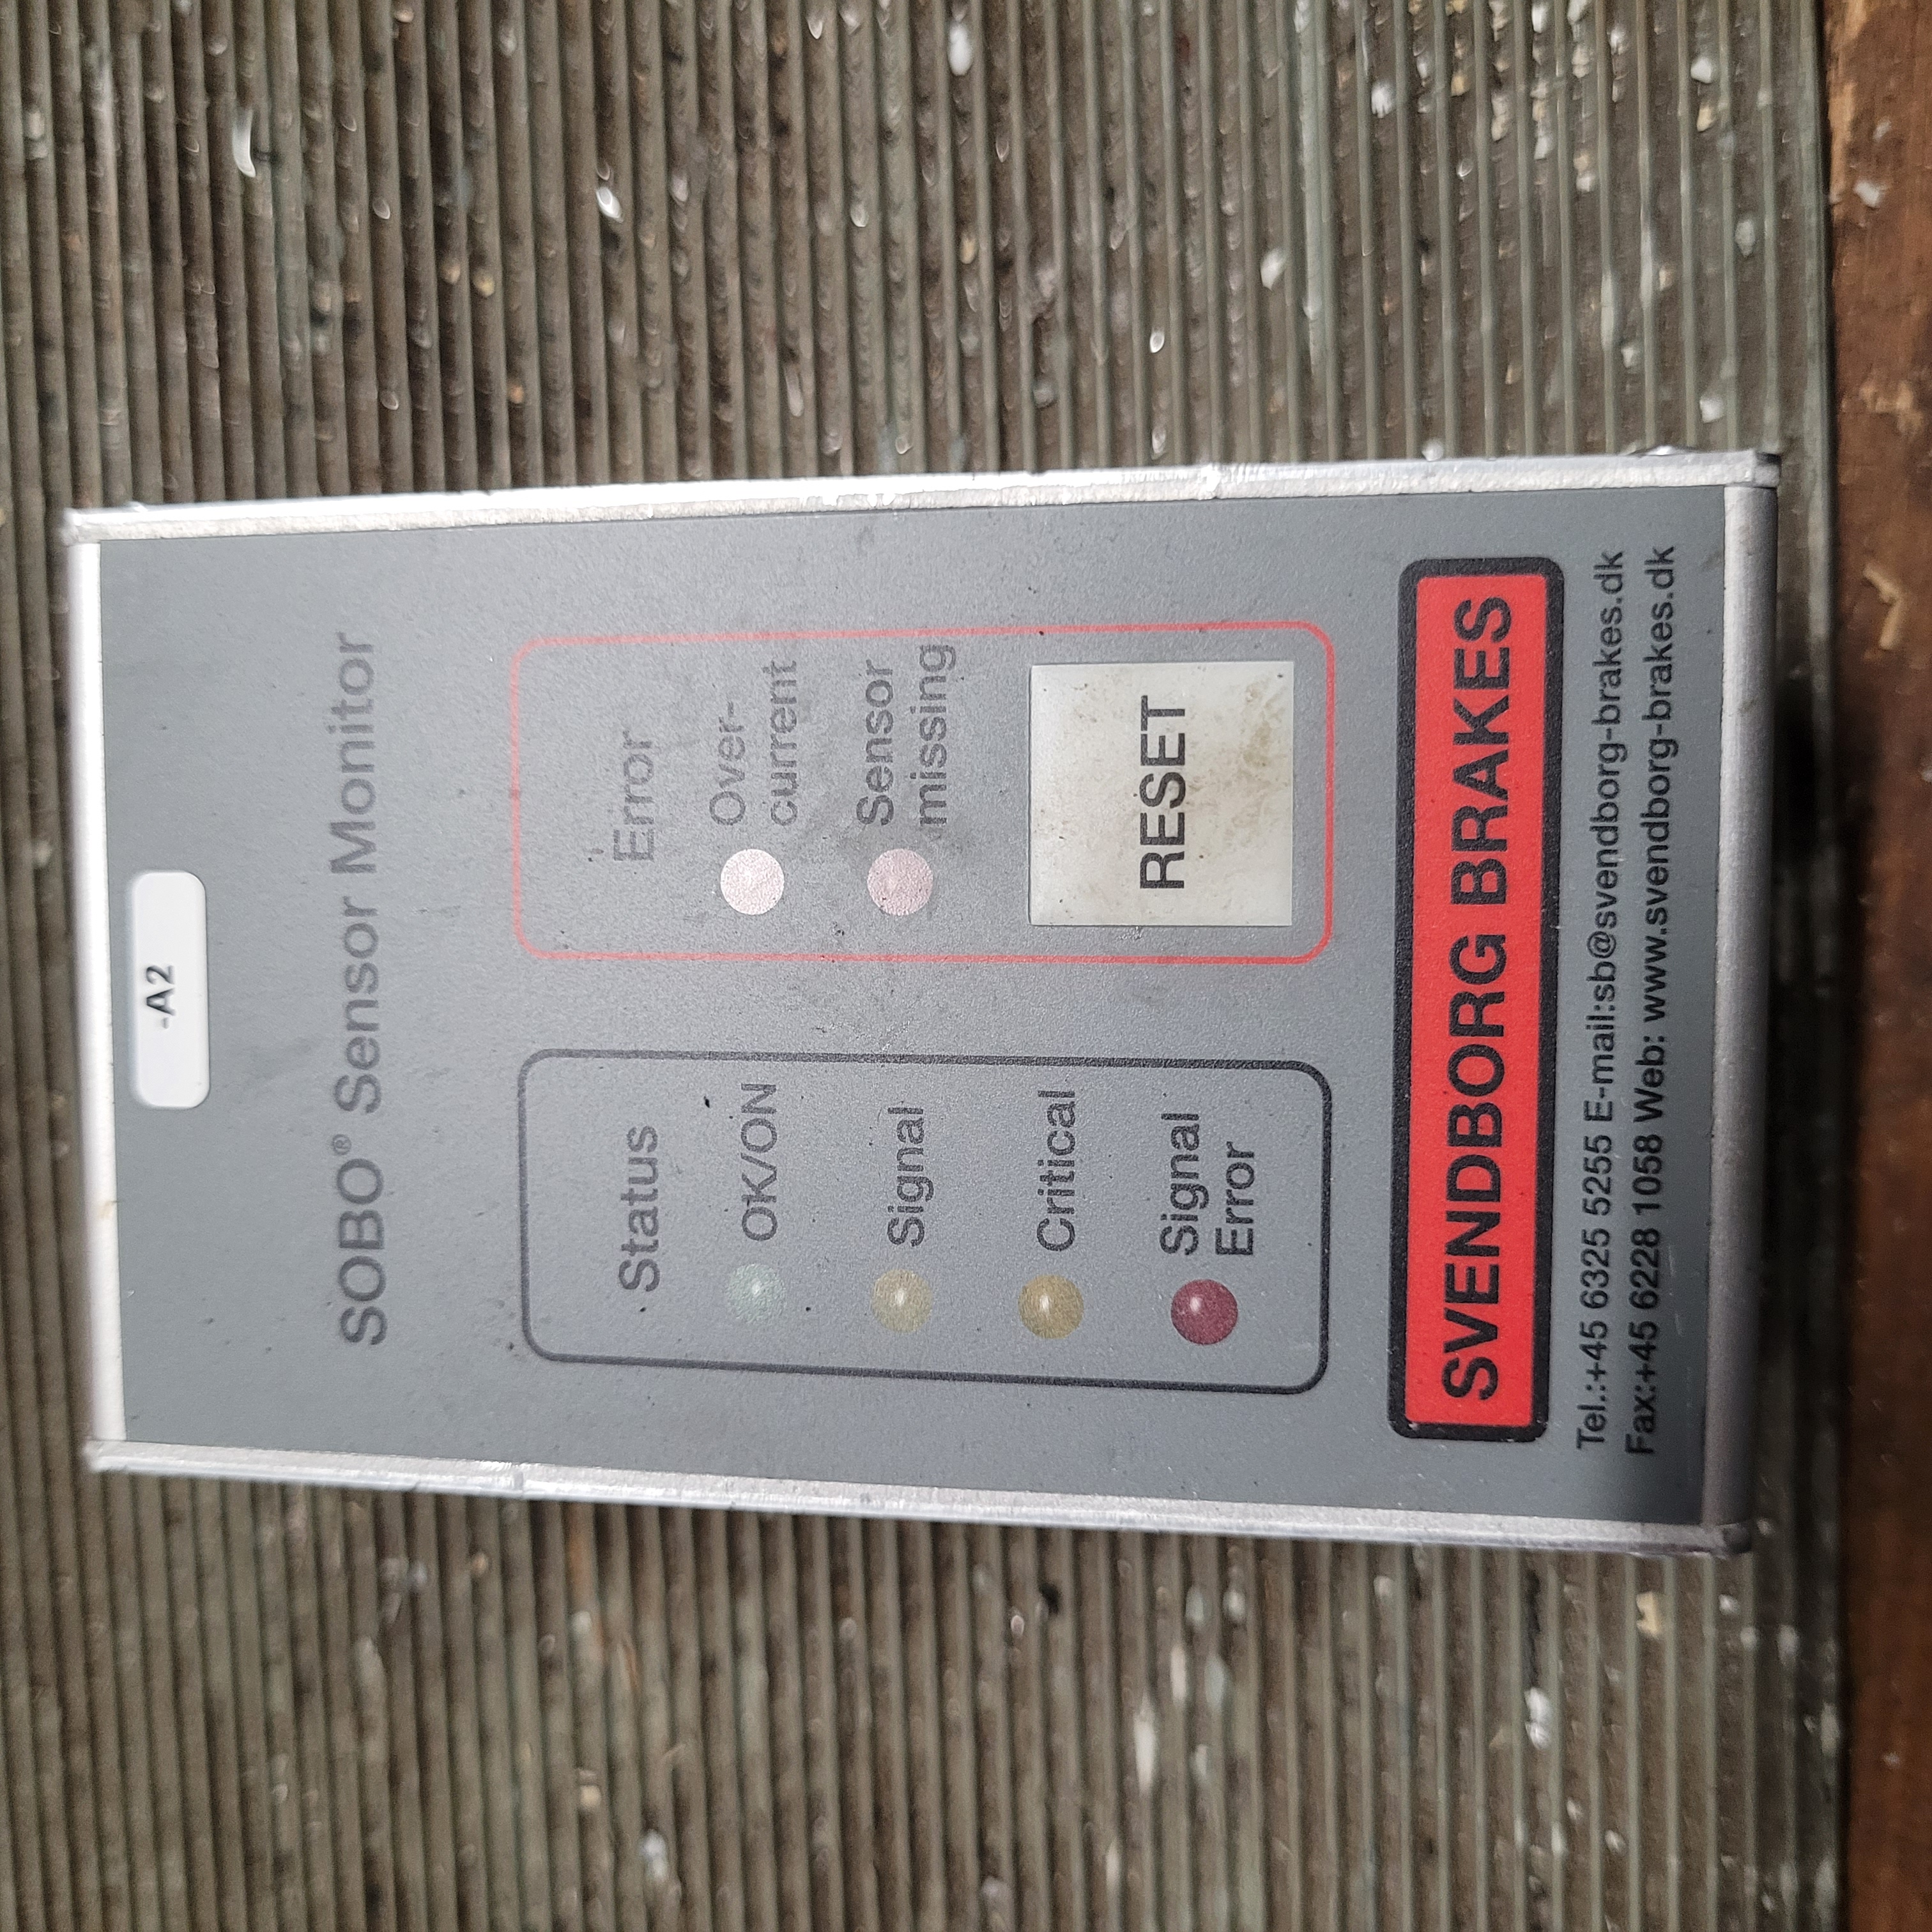 -A2
SOBO® Sensor Monitor
Status
OK/ON
Signal
Critical
Signal
Error
Error
Over-
current
Sensor
missing
RESET
SVENDBORG BRAKES
Tel.:+45 6325 5255 E-mail:sb@svendborg-brakes.dk
Fax:+45 6228 1058 Web: www.svendborg-brakes.dk